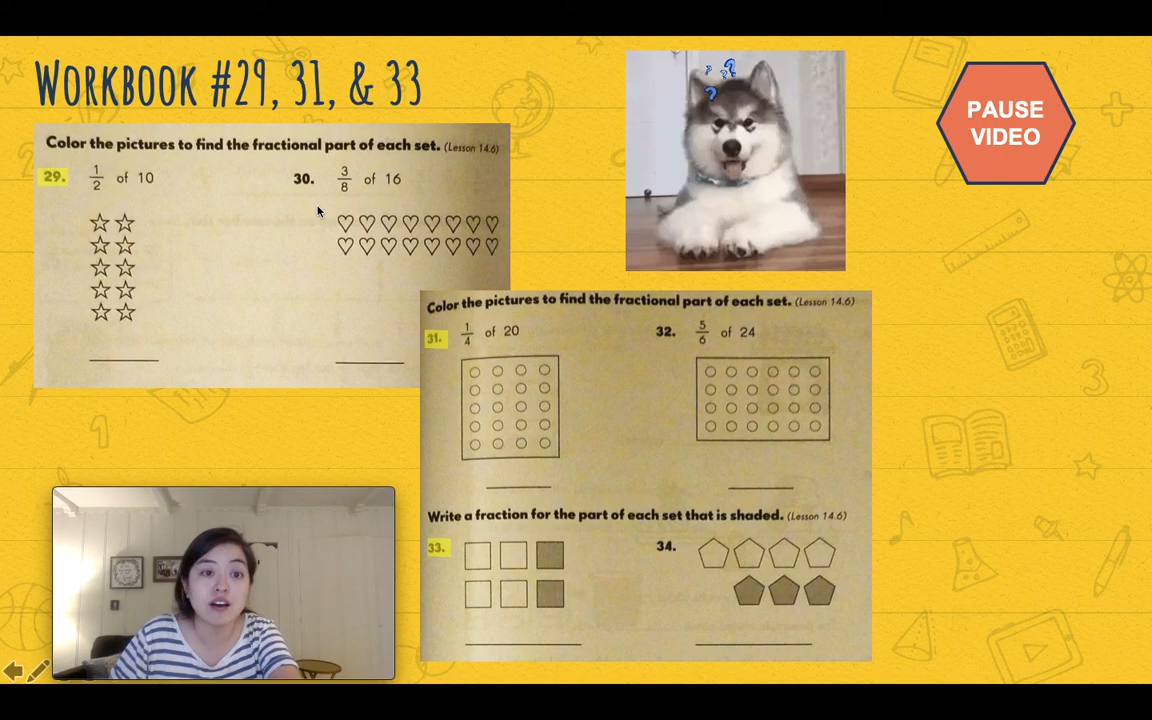 WORKBOOK #29, 31, & 33
PAUSE
VIDEO
Color the pictures to find the fractional part of each set. (Lesson 14.6)
29. 1/2 of 10
30. 3/8 of 16
Color the pictures to find the fractional part of each set. (Lesson 14.6)
31. 1/4 of 20
32. 5/6 of 24
Write a fraction for the part of each set that is shaded. (Lesson 14.6)
33.
34.